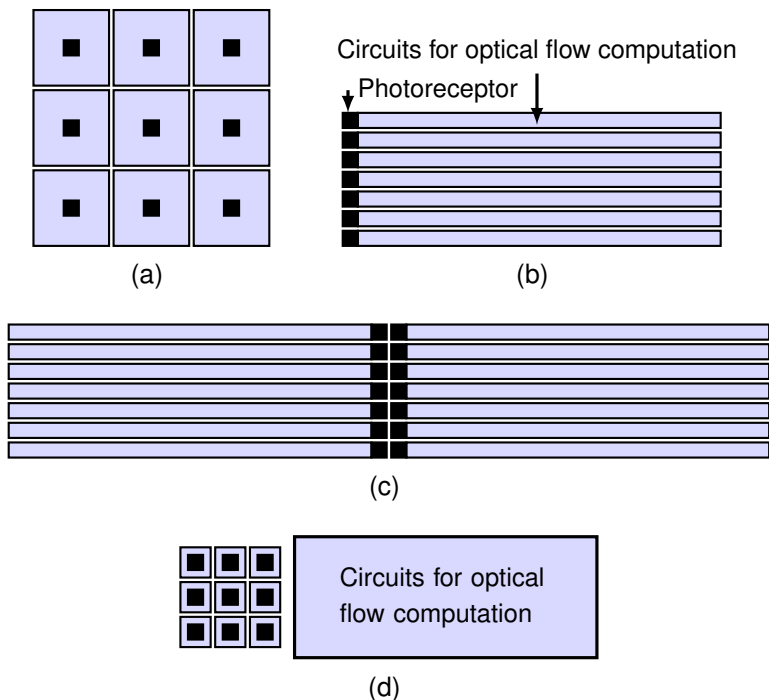 Circuits for optical flow computation
Photoreceptor
(a)
(b)
(c)
Circuits for optical
flow computation
(d)